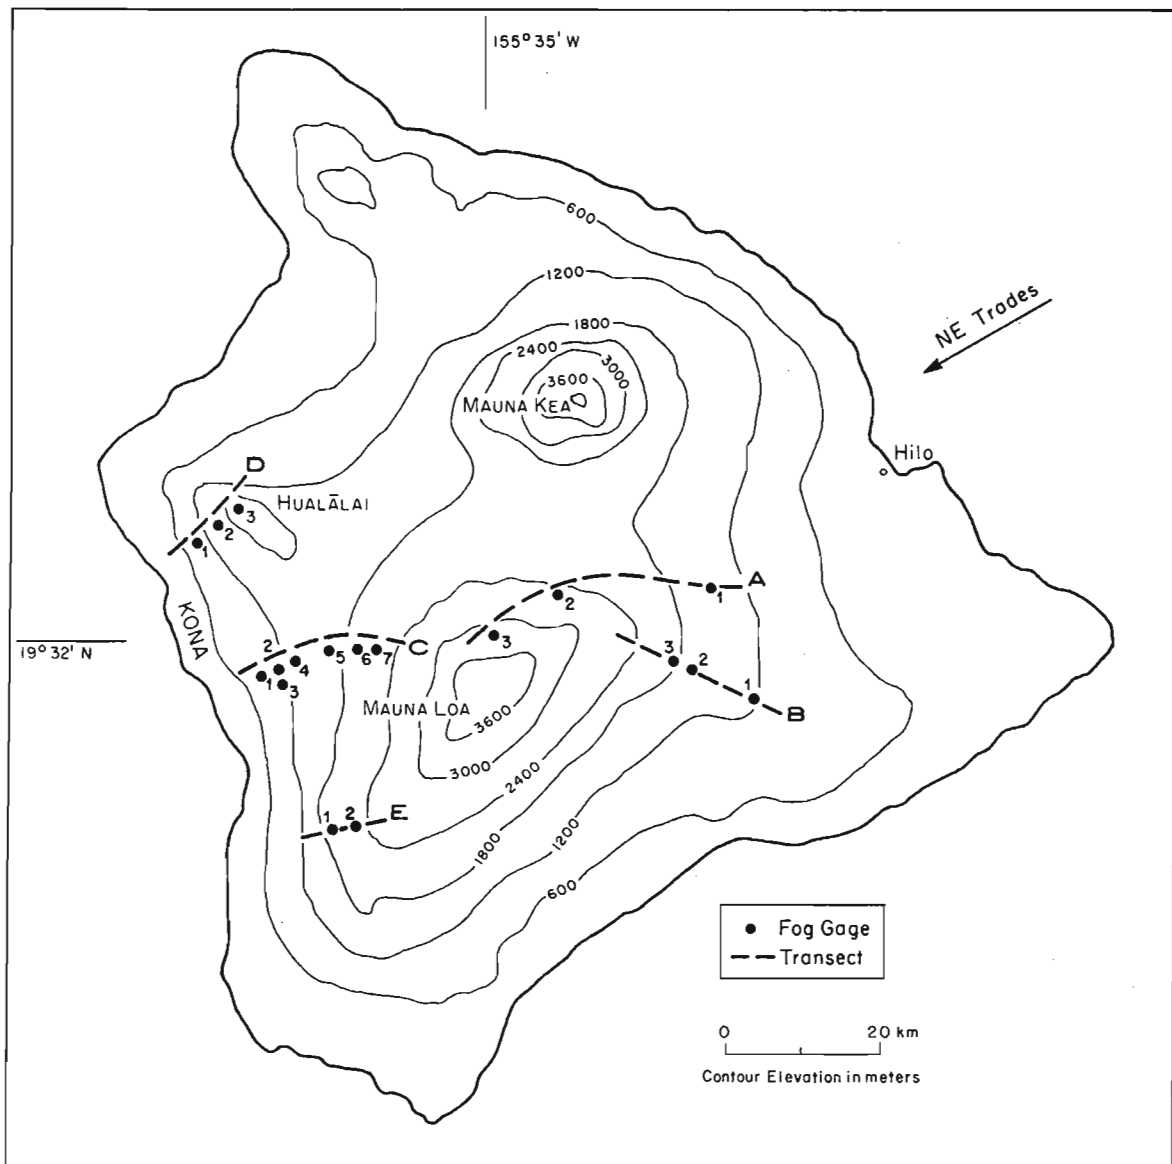 155° 35' W
600
1200
1800
2400
3000
3600
MAUNA KEA
NE Trades
Hilo
D
HUALĀLAI
3
2
1
KONA
19° 32' N
A
1
2
3
C
2
4
1
3
5
6
7
3
2
1
B
MAUNA LOA
3600
3000
2400
1800
1200
600
1
2
E
Fog Gage
Transect
0
20 km
Contour Elevation in meters